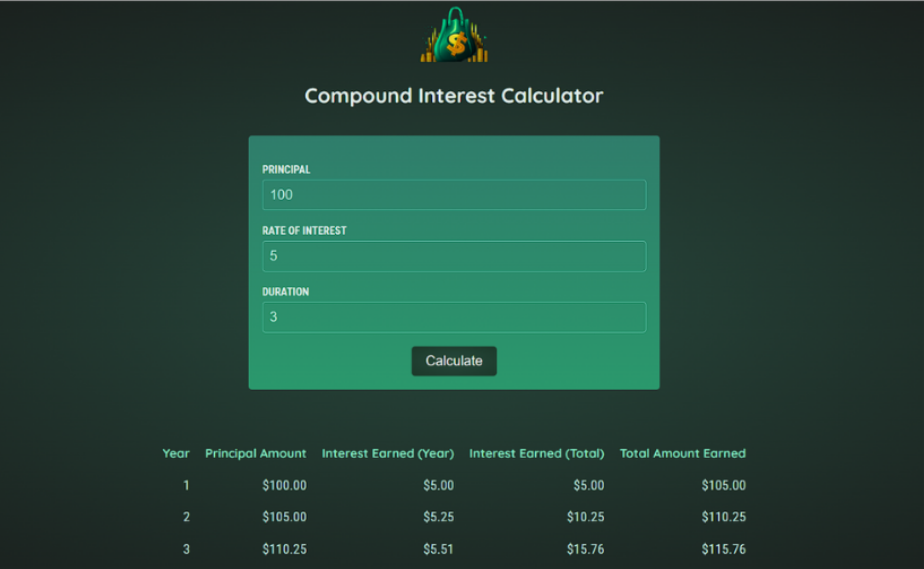 $
Compound Interest Calculator
PRINCIPAL
100
RATE OF INTEREST
5
DURATION
3
Calculate
Year Principal Amount Interest Earned (Year) Interest Earned (Total) Total Amount Earned
1 $100.00 $5.00 $5.00 $105.00
2 $105.00 $5.25 $10.25 $110.25
3 $110.25 $5.51 $15.76 $115.76